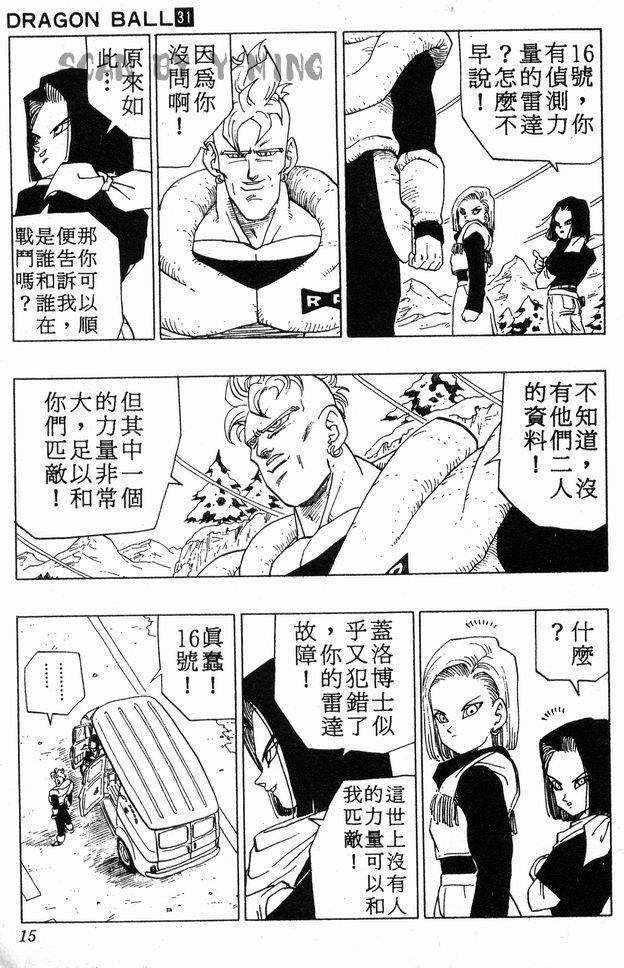 DRAGON BALL 31
SCAN BY Y MING
16號，你
有偵測力
量的雷達
？怎麼不
早說！
因爲你
沒問啊！
R R
原來如
此…
那你可以順
便告訴我，
是誰和誰在
戰鬥嗎？
不知道，沒
有他們二人
的資料！
但其中一個
的力量非常
大，足以和
你們匹敵！
什麼
？
蓋洛博士似
乎又犯錯了
，你的雷達
故障！
這世上沒有人
的力量可以和
我匹敵！
眞蠢！
16號！
……
15